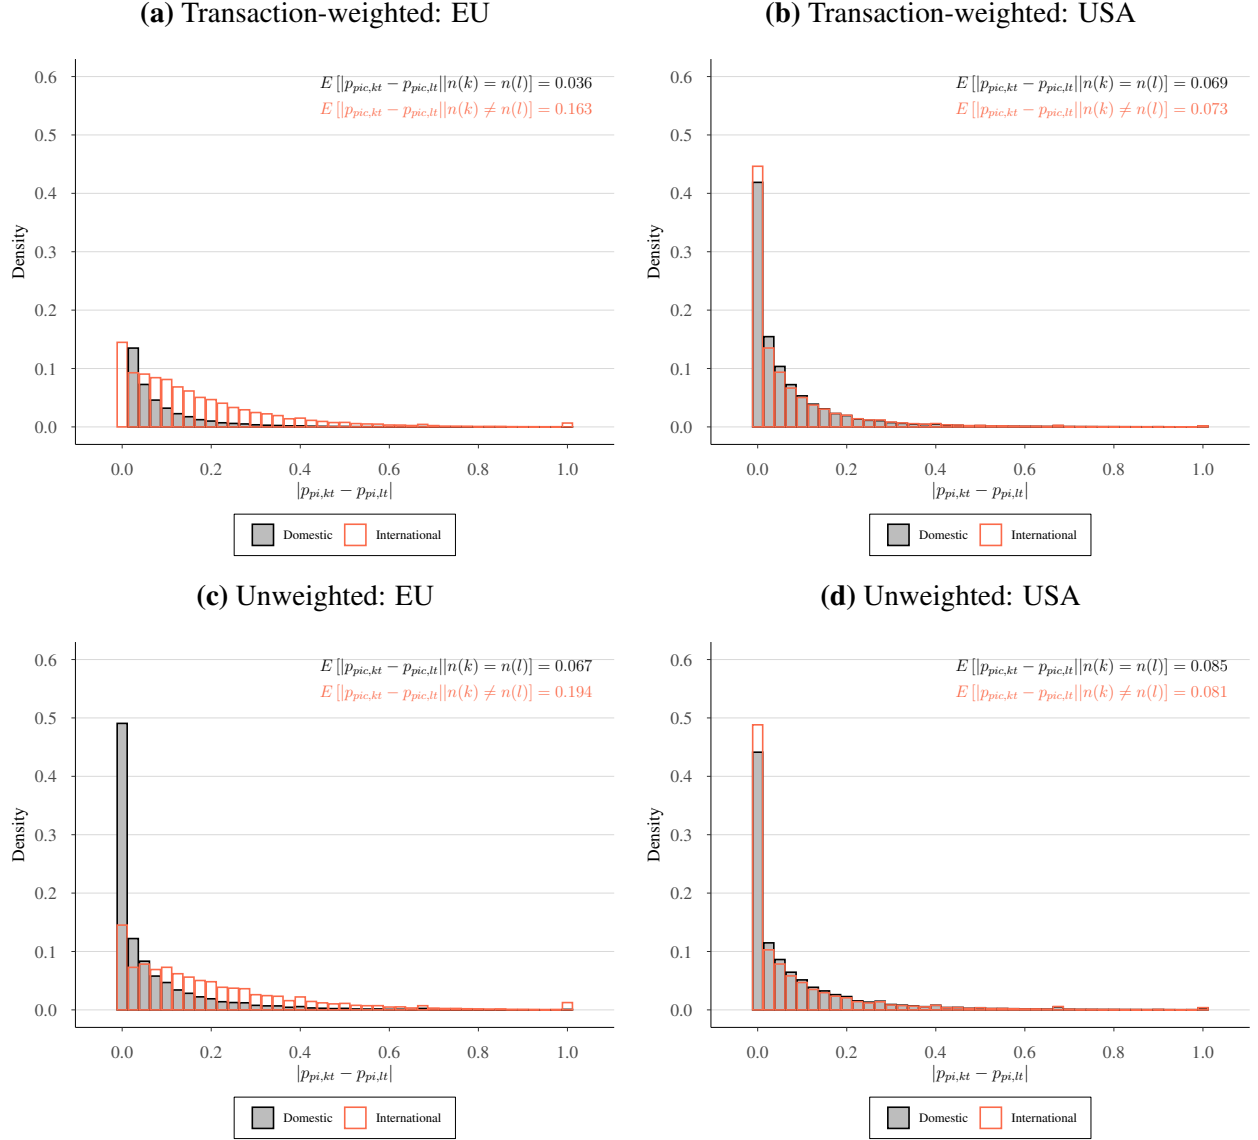 (a) Transaction-weighted: EU
E [|p_{pic,kt} − p_{pic,lt}||n(k) = n(l)] = 0.036
E [|p_{pic,kt} − p_{pic,lt}||n(k) ≠ n(l)] = 0.163
0.6
0.5
0.4
0.3
0.2
0.1
0.0
Density
0.0 0.2 0.4 0.6 0.8 1.0
|p_{pi,kt} − p_{pi,lt}|
Domestic International
(b) Transaction-weighted: USA
E [|p_{pic,kt} − p_{pic,lt}||n(k) = n(l)] = 0.069
E [|p_{pic,kt} − p_{pic,lt}||n(k) ≠ n(l)] = 0.073
0.6
0.5
0.4
0.3
0.2
0.1
0.0
Density
0.0 0.2 0.4 0.6 0.8 1.0
|p_{pi,kt} − p_{pi,lt}|
Domestic International
(c) Unweighted: EU
E [|p_{pic,kt} − p_{pic,lt}||n(k) = n(l)] = 0.067
E [|p_{pic,kt} − p_{pic,lt}||n(k) ≠ n(l)] = 0.194
0.6
0.5
0.4
0.3
0.2
0.1
0.0
Density
0.0 0.2 0.4 0.6 0.8 1.0
|p_{pi,kt} − p_{pi,lt}|
Domestic International
(d) Unweighted: USA
E [|p_{pic,kt} − p_{pic,lt}||n(k) = n(l)] = 0.085
E [|p_{pic,kt} − p_{pic,lt}||n(k) ≠ n(l)] = 0.081
0.6
0.5
0.4
0.3
0.2
0.1
0.0
Density
0.0 0.2 0.4 0.6 0.8 1.0
|p_{pi,kt} − p_{pi,lt}|
Domestic International